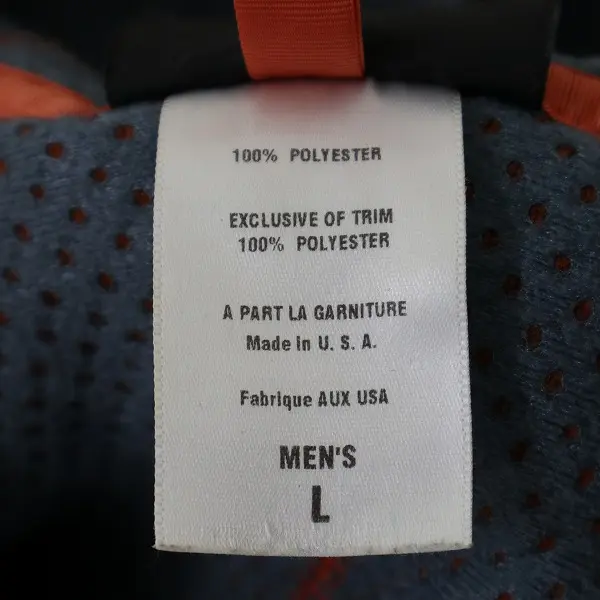 100% POLYESTER
EXCLUSIVE OF TRIM
100% POLYESTER
A PART LA GARNITURE
Made in U. S. A.
Fabrique AUX USA
MEN'S
L